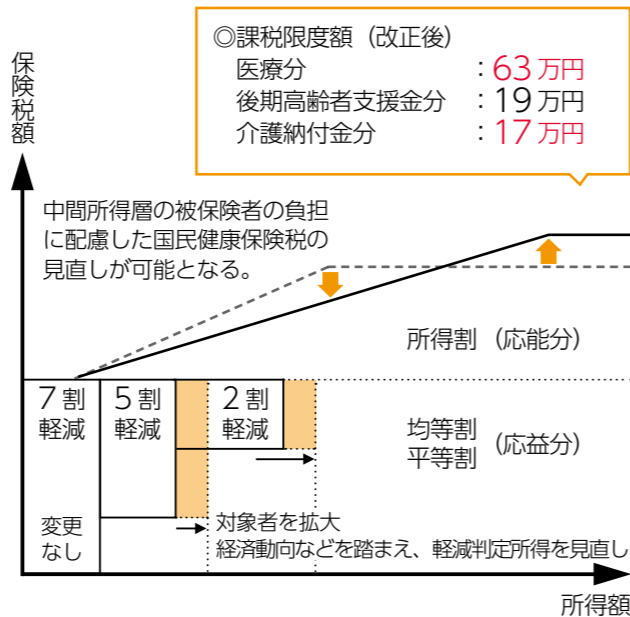 ◎課税限度額（改正後）
医療分 : 63 万円
後期高齢者支援金分 : 19 万円
介護納付金分 : 17 万円
保険税額
中間所得層の被保険者の負担
に配慮した国民健康保険税の
見直しが可能となる。
所得割（応能分）
7 割
軽減
5 割
軽減
2 割
軽減
均等割
平等割
（応益分）
変更
なし
対象者を拡大
経済動向などを踏まえ、軽減判定所得を見直し
所得額